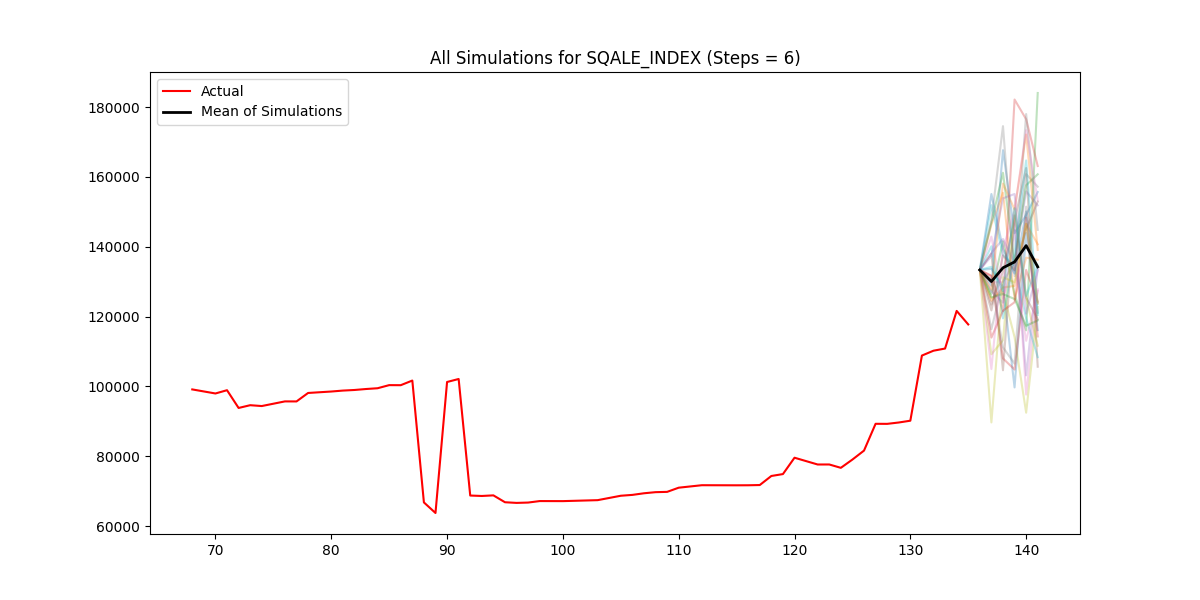 All Simulations for SQALE_INDEX (Steps = 6)
Actual
Mean of Simulations
180000
160000
140000
120000
100000
80000
60000
70 80 90 100 110 120 130 140